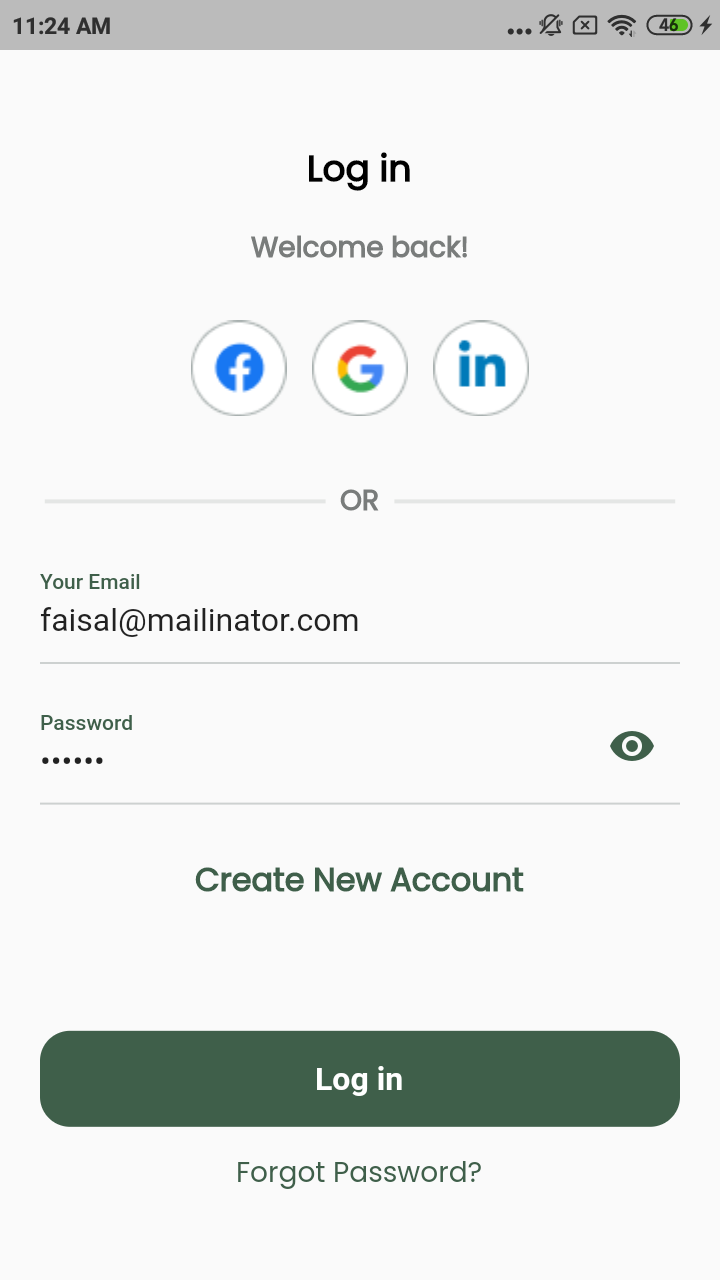 11:24 AM
46
Log in
Welcome back!
in
OR
Your Email
faisal@mailinator.com
Password
••••••
Create New Account
Log in
Forgot Password?